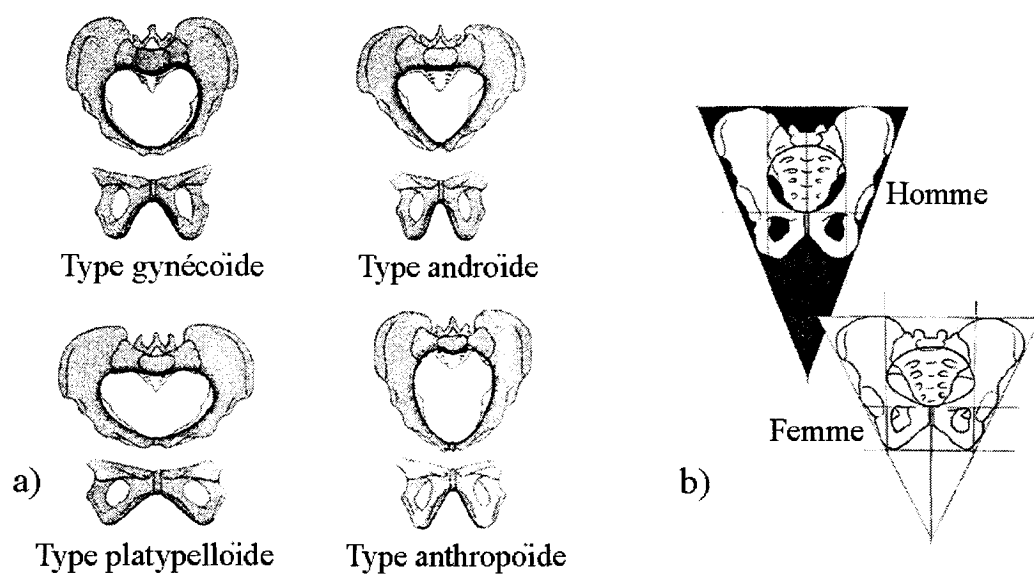 Type gynécoïde
Type androïde
Type platypelloïde
Type anthropoïde
a)
Homme
Femme
b)